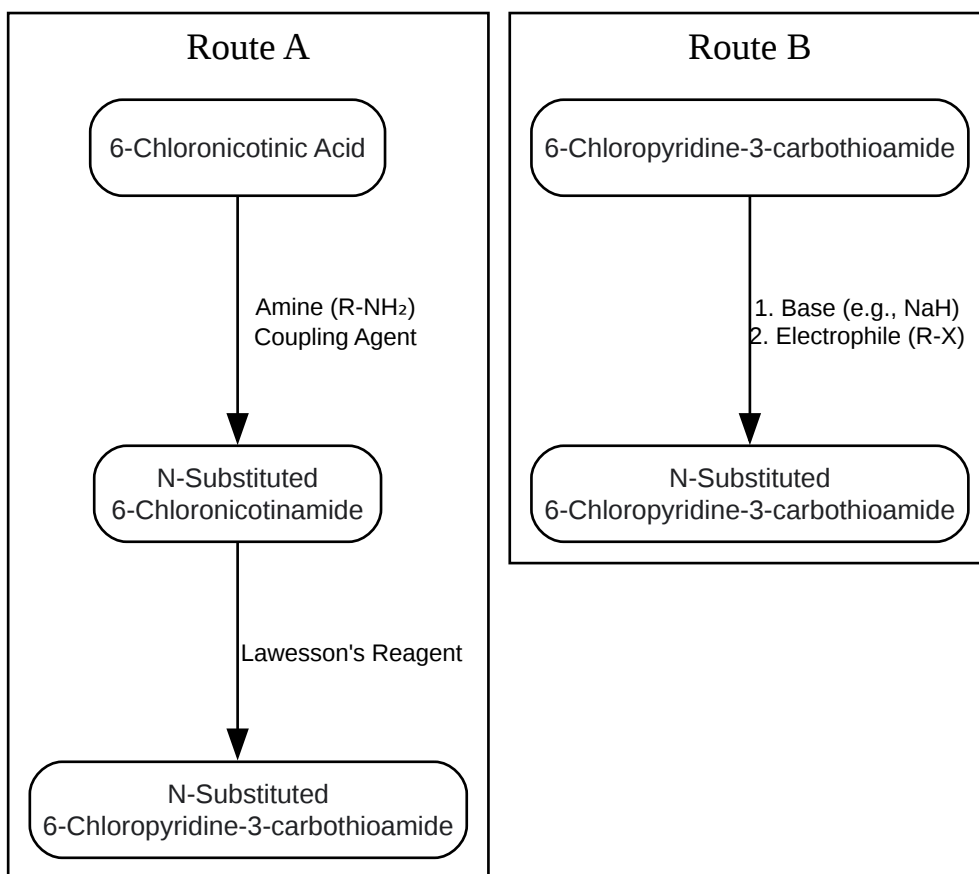 Route A
6-Chloronicotinic Acid
Amine (R-NH₂)
Coupling Agent
N-Substituted
6-Chloronicotinamide
Lawesson's Reagent
N-Substituted
6-Chloropyridine-3-carbothioamide
Route B
6-Chloropyridine-3-carbothioamide
1. Base (e.g., NaH)
2. Electrophile (R-X)
N-Substituted
6-Chloropyridine-3-carbothioamide